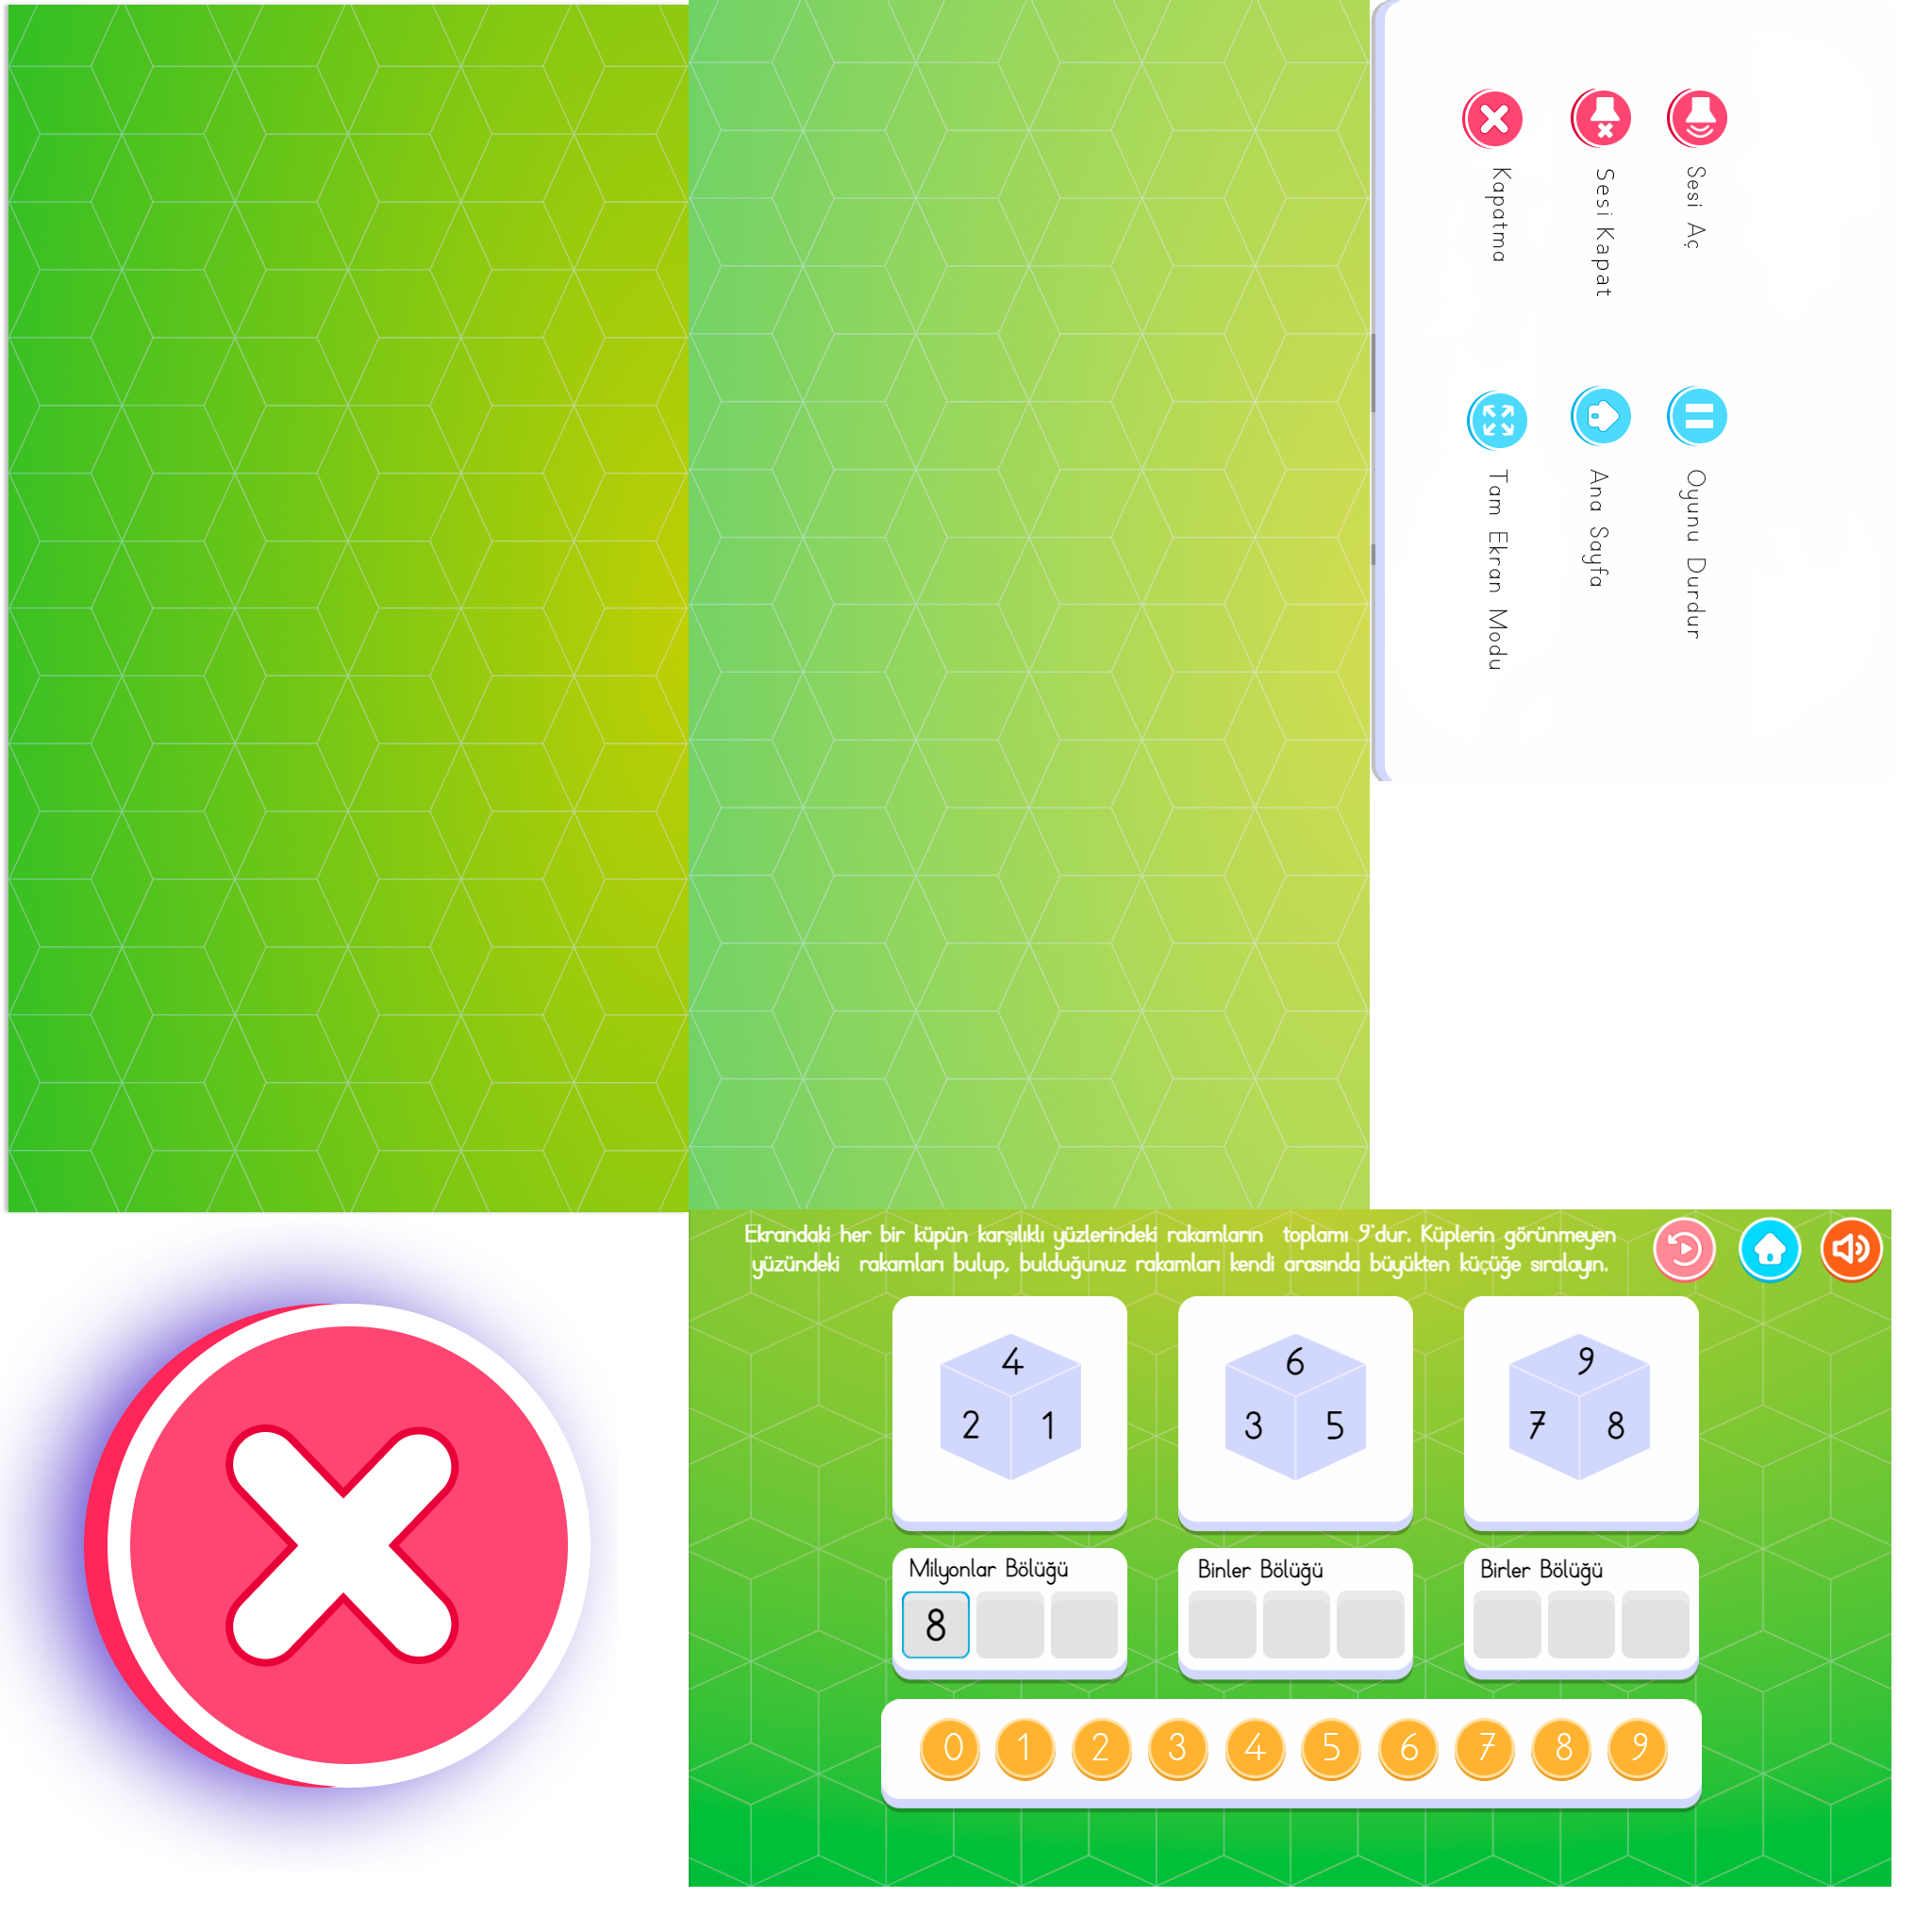 Kapatma
Sesi Kapat
Sesi Aç
Tam Ekran Modu
Ana Sayfa
Oyunu Durdur
Ekrandaki her bir küpün karşılıklı yüzlerindeki rakamların toplamı 9'dur. Küplerin görünmeyen
yüzündeki rakamları bulup, bulduğunuz rakamları kendi arasında büyükten küçüğe sıralayın.
4
2 1
6
3 5
9
7 8
Milyonlar Bölüğü
8
Binler Bölüğü
Birler Bölüğü
0 1 2 3 4 5 6 7 8 9